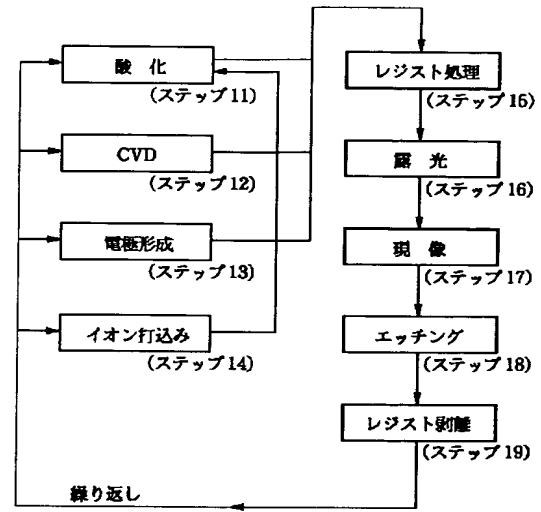 酸化
(ステップ11)
CVD
(ステップ12)
電極形成
(ステップ13)
イオン打込み
(ステップ14)
レジスト処理
(ステップ15)
露光
(ステップ16)
現像
(ステップ17)
エッチング
(ステップ18)
レジスト剥離
(ステップ19)
繰り返し